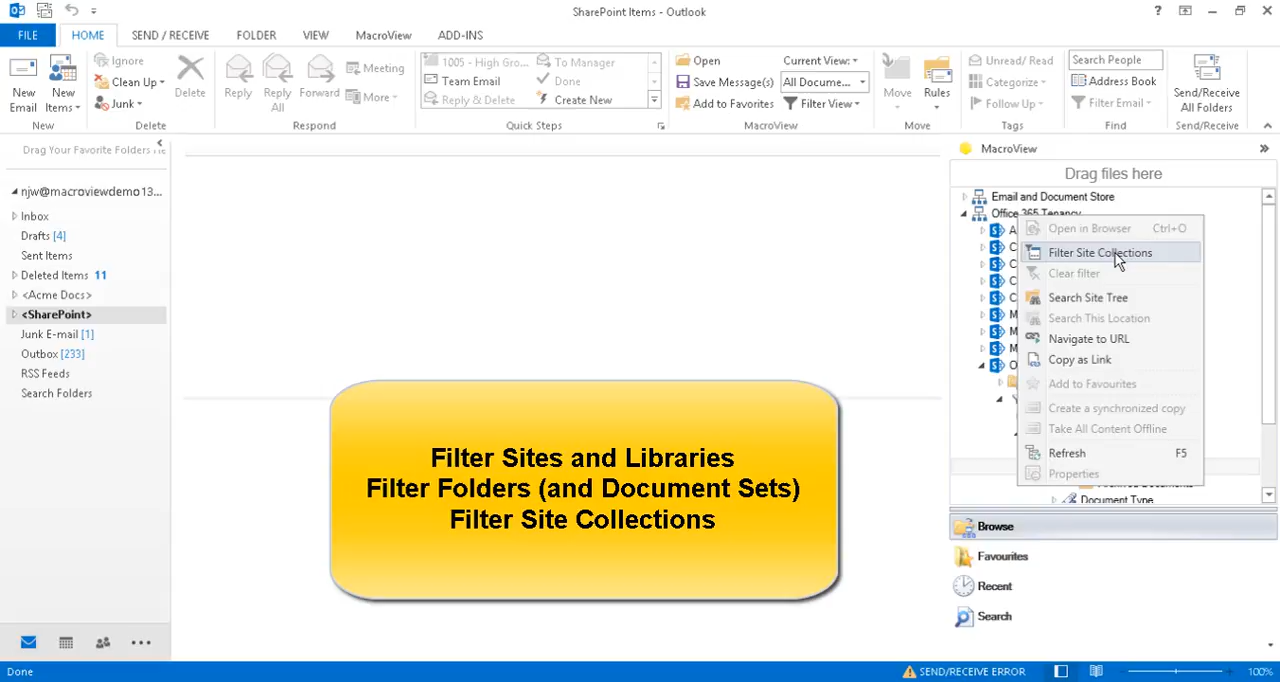 SharePoint Items - Outlook
FILE
HOME
SEND / RECEIVE
FOLDER
VIEW
MacroView
ADD-INS
New
Email
New
Items
New
Ignore
Clean Up
Junk
Delete
Delete
Reply
Reply
All
Forward
Meeting
More
Respond
1005 - High Gro...
To Manager
Team Email
Done
Reply & Delete
Create New
Quick Steps
Open
Current View:
Save Message(s)
All Docume...
Add to Favorites
Filter View
MacroView
Move
Rules
Move
Unread/ Read
Categorize
Follow Up
Tags
Search People
Address Book
Filter Email
Find
Send/Receive
All Folders
Send/Receive
Drag Your Favorite Folders
njw@macroviewdemo13...
Inbox
Drafts [4]
Sent Items
Deleted Items 11
<Acme Docs>
<SharePoint>
Junk E-mail [1]
Outbox [233]
RSS Feeds
Search Folders
Filter Sites and Libraries
Filter Folders (and Document Sets)
Filter Site Collections
MacroView
Drag files here
Email and Document Store
Office 365 Tenancy
Open in Browser Ctrl+O
Filter Site Collections
Clear filter
Search Site Tree
Search This Location
Navigate to URL
Copy as Link
Add to Favourites
Create a synchronized copy
Take All Content Offline
Refresh F5
Properties
Document Type
Browse
Favourites
Recent
Search
Done
SEND/RECEIVE ERROR
100%